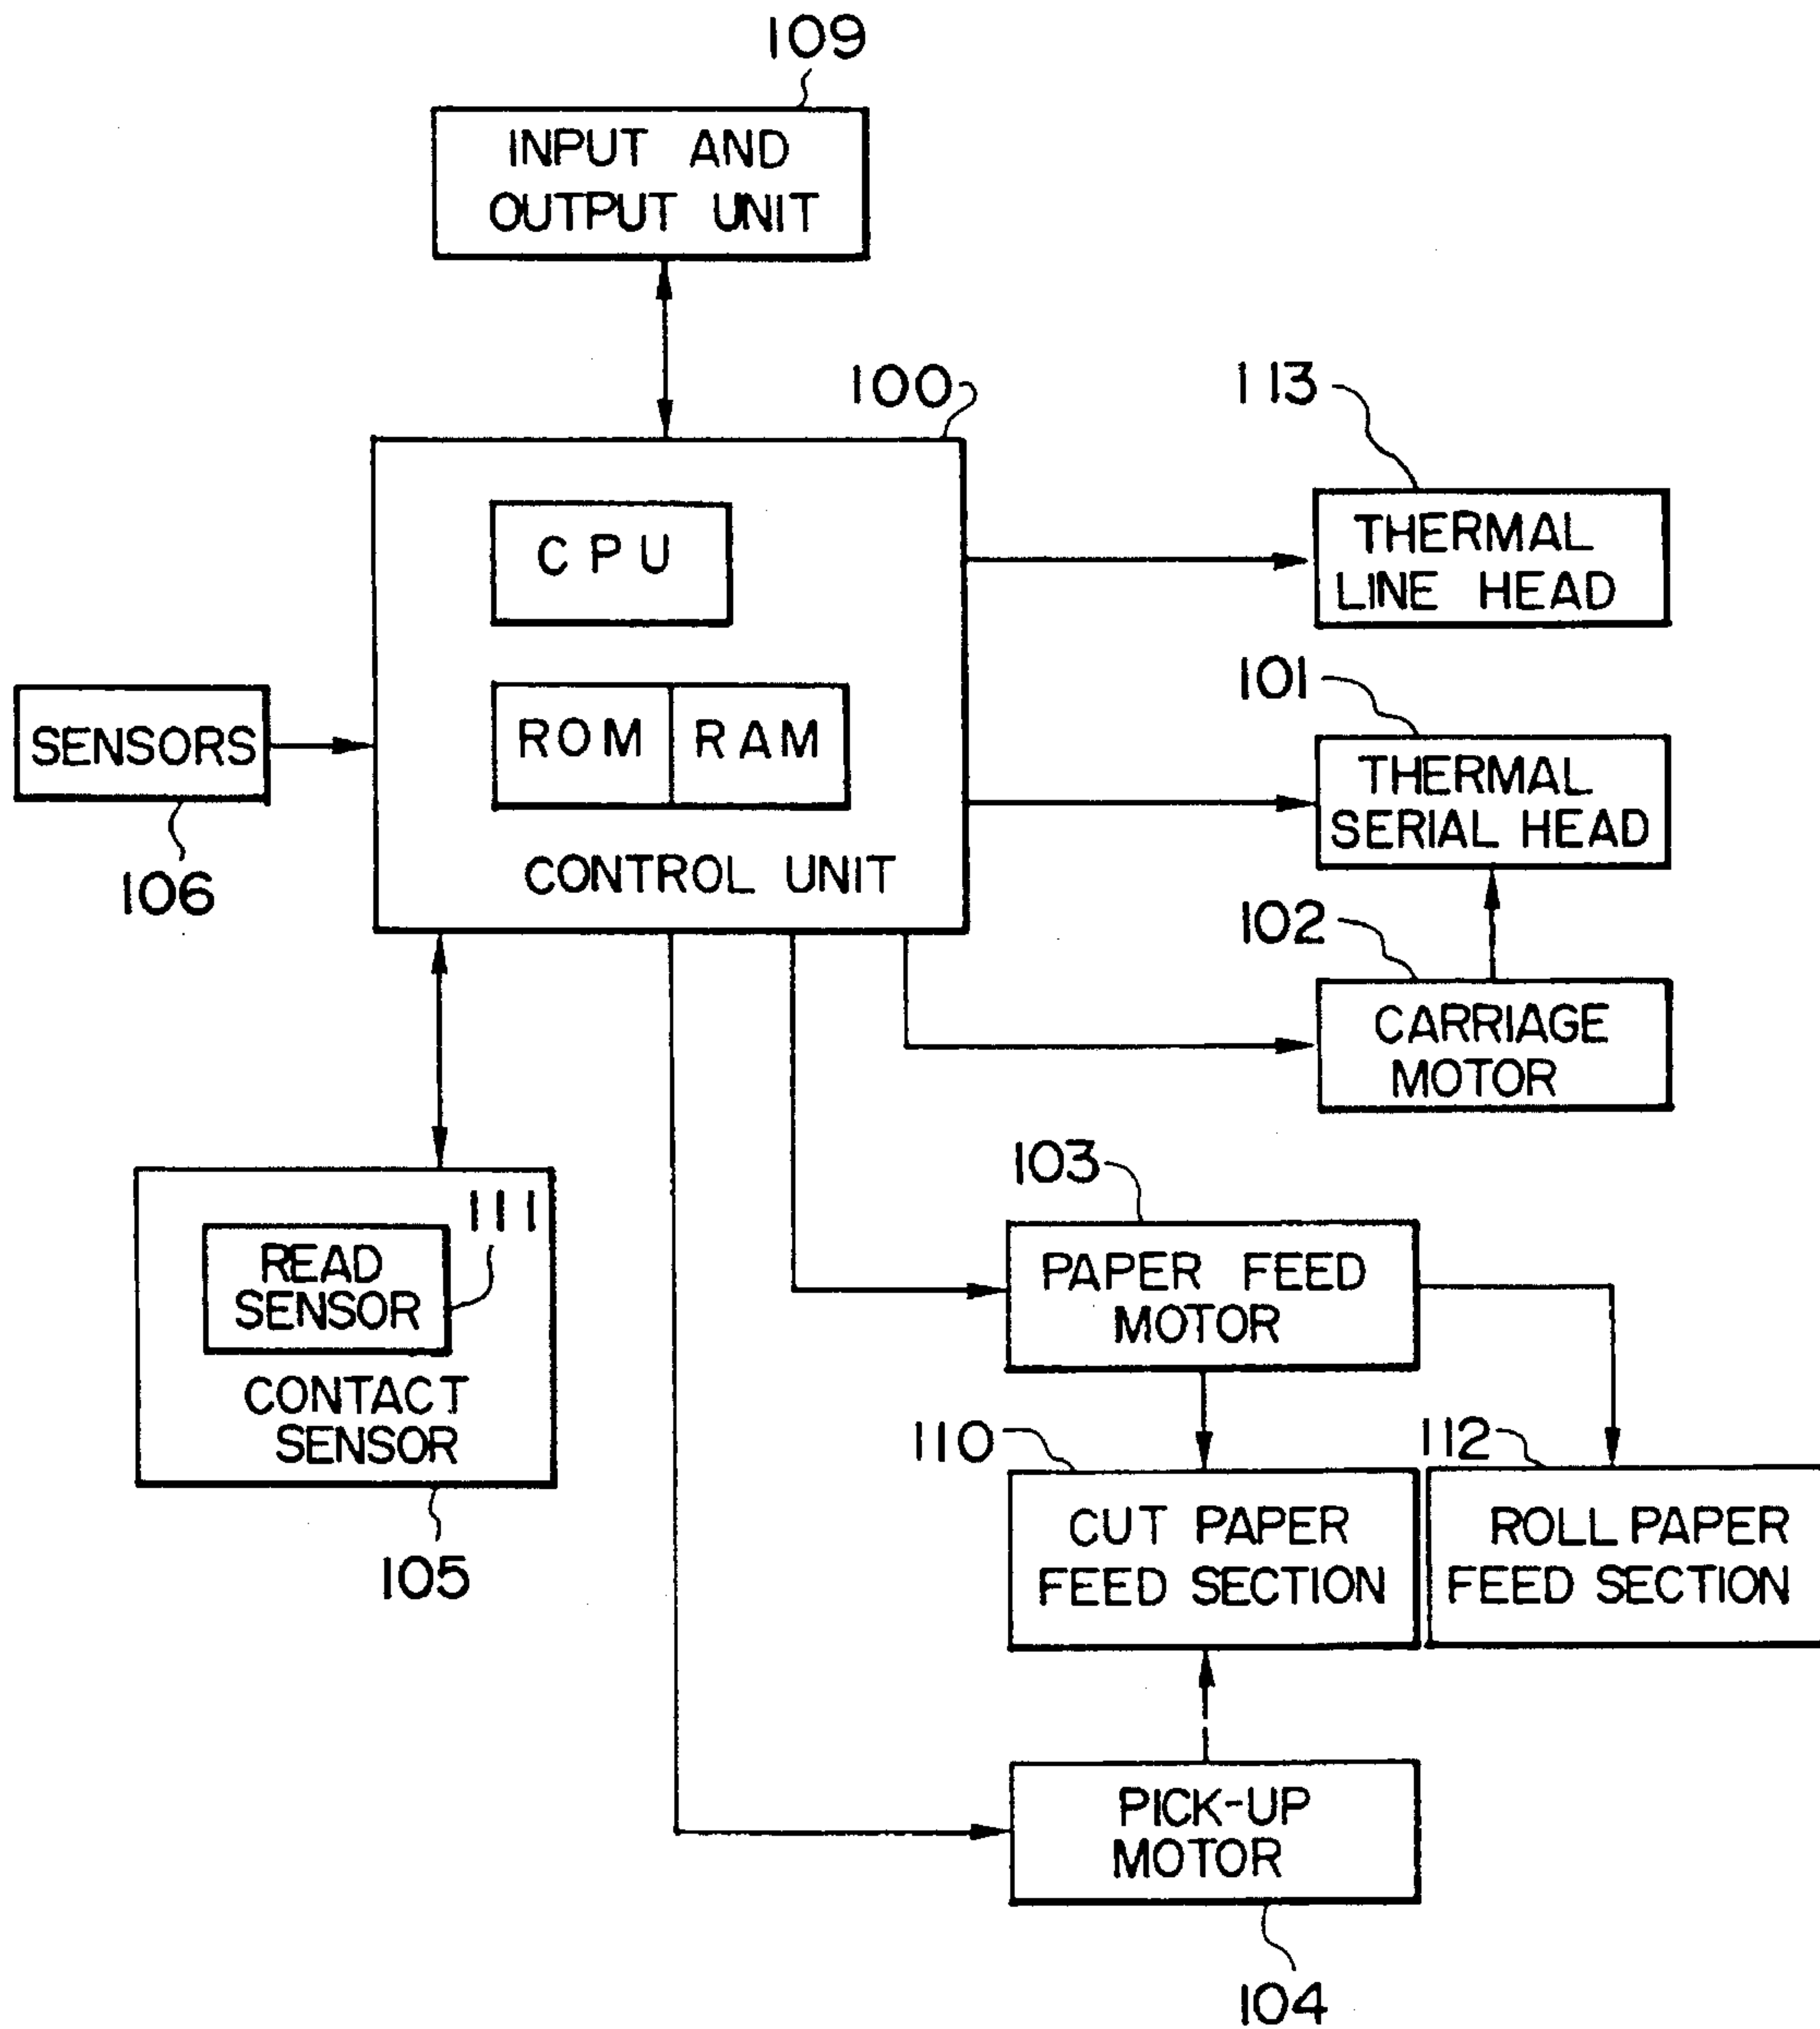 109
INPUT AND
OUTPUT UNIT
100
113
CPU
THERMAL
LINE HEAD
101
SENSORS
ROM RAM
THERMAL
SERIAL HEAD
106
CONTROL UNIT
102
CARRIAGE
MOTOR
103
111
READ
SENSOR
PAPER FEED
MOTOR
CONTACT
SENSOR
110
112
105
CUT PAPER
FEED SECTION
ROLL PAPER
FEED SECTION
PICK-UP
MOTOR
104